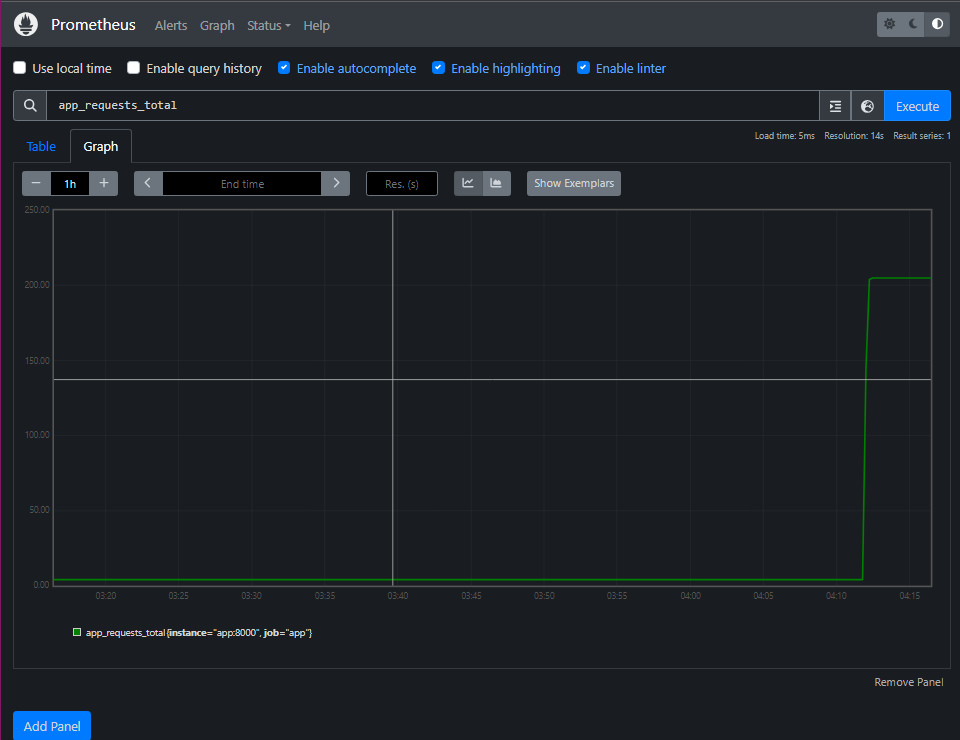 Prometheus Alerts Graph Status Help
Use local time Enable query history Enable autocomplete Enable highlighting Enable linter
app_requests_total Execute
Load time: 5ms Resolution: 14s Result series: 1
Table Graph
− 1h + End time Res. (s) Show Exemplars
250.00
200.00
150.00
100.00
50.00
0.00
03:20 03:25 03:30 03:35 03:40 03:45 03:50 03:55 04:00 04:05 04:10 04:15
app_requests_total{instance="app:8000", job="app"}
Remove Panel
Add Panel